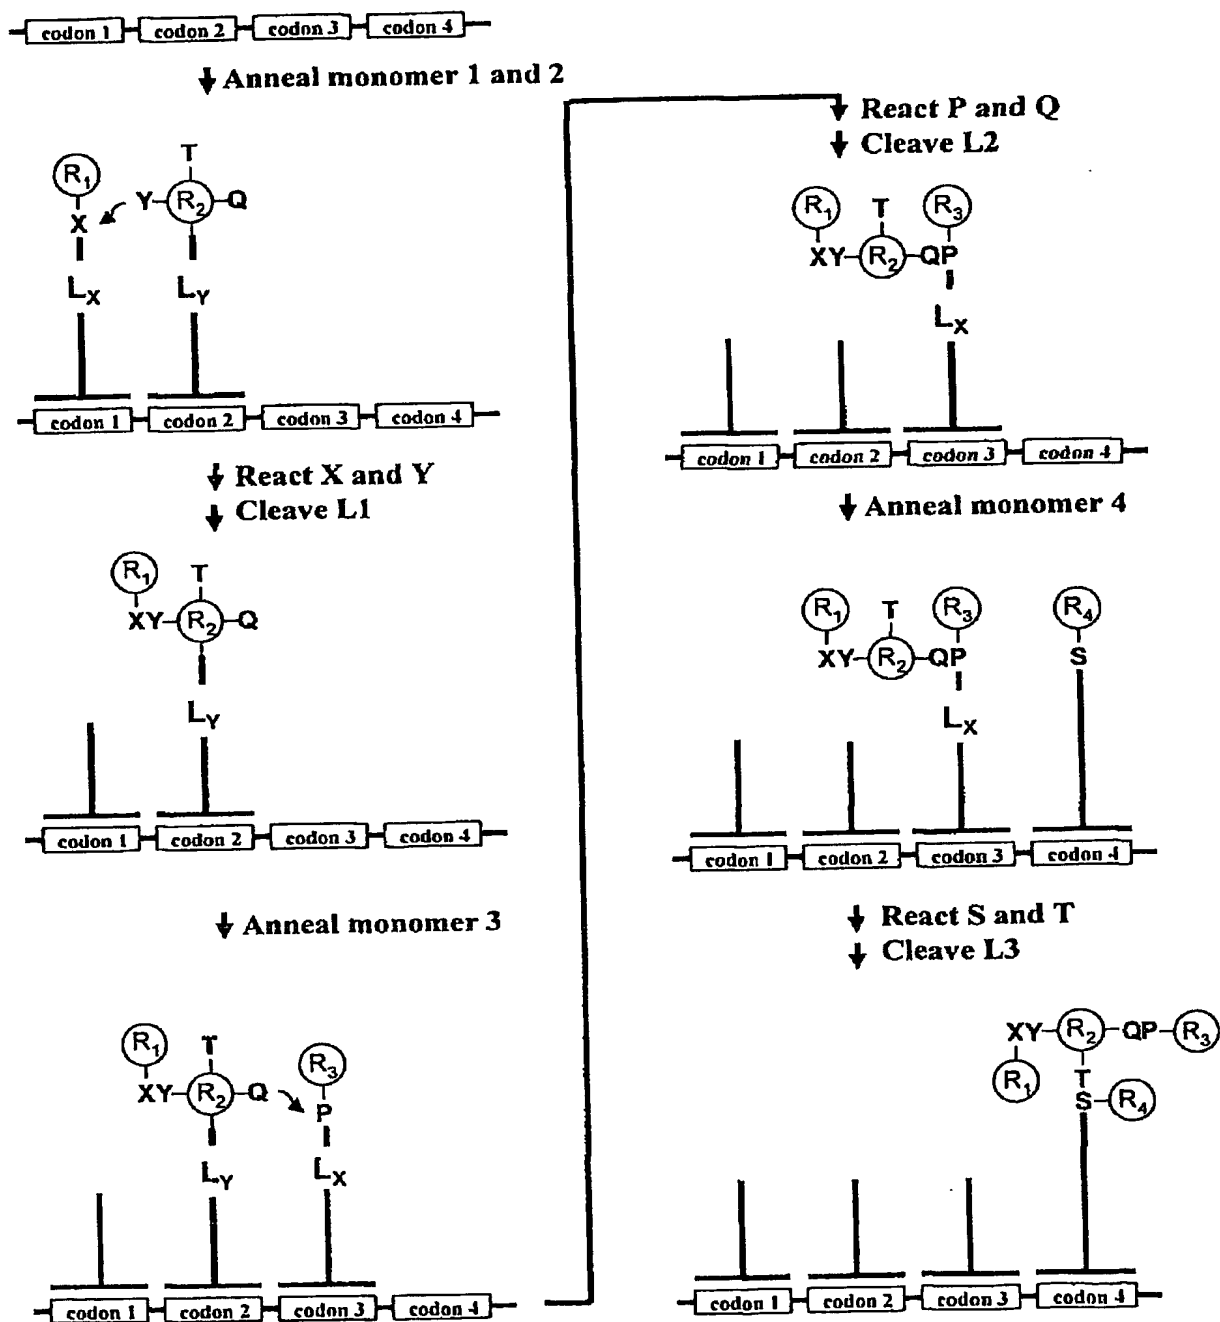 codon 1 codon 2 codon 3 codon 4
Anneal monomer 1 and 2
R1 T
X Y R2 Q
LX LY
codon 1 codon 2 codon 3 codon 4
React X and Y
Cleave L1
R1 T
XY R2 Q
LY
codon 1 codon 2 codon 3 codon 4
Anneal monomer 3
R1 T R3
XY R2 Q P
LY LX
codon 1 codon 2 codon 3 codon 4
React P and Q
Cleave L2
R1 T R3
XY R2 QP
LX
codon 1 codon 2 codon 3 codon 4
Anneal monomer 4
R1 T R3 R4
XY R2 QP S
LX
codon 1 codon 2 codon 3 codon 4
React S and T
Cleave L3
XY R2 QP R3
R1 T
S R4
codon 1 codon 2 codon 3 codon 4